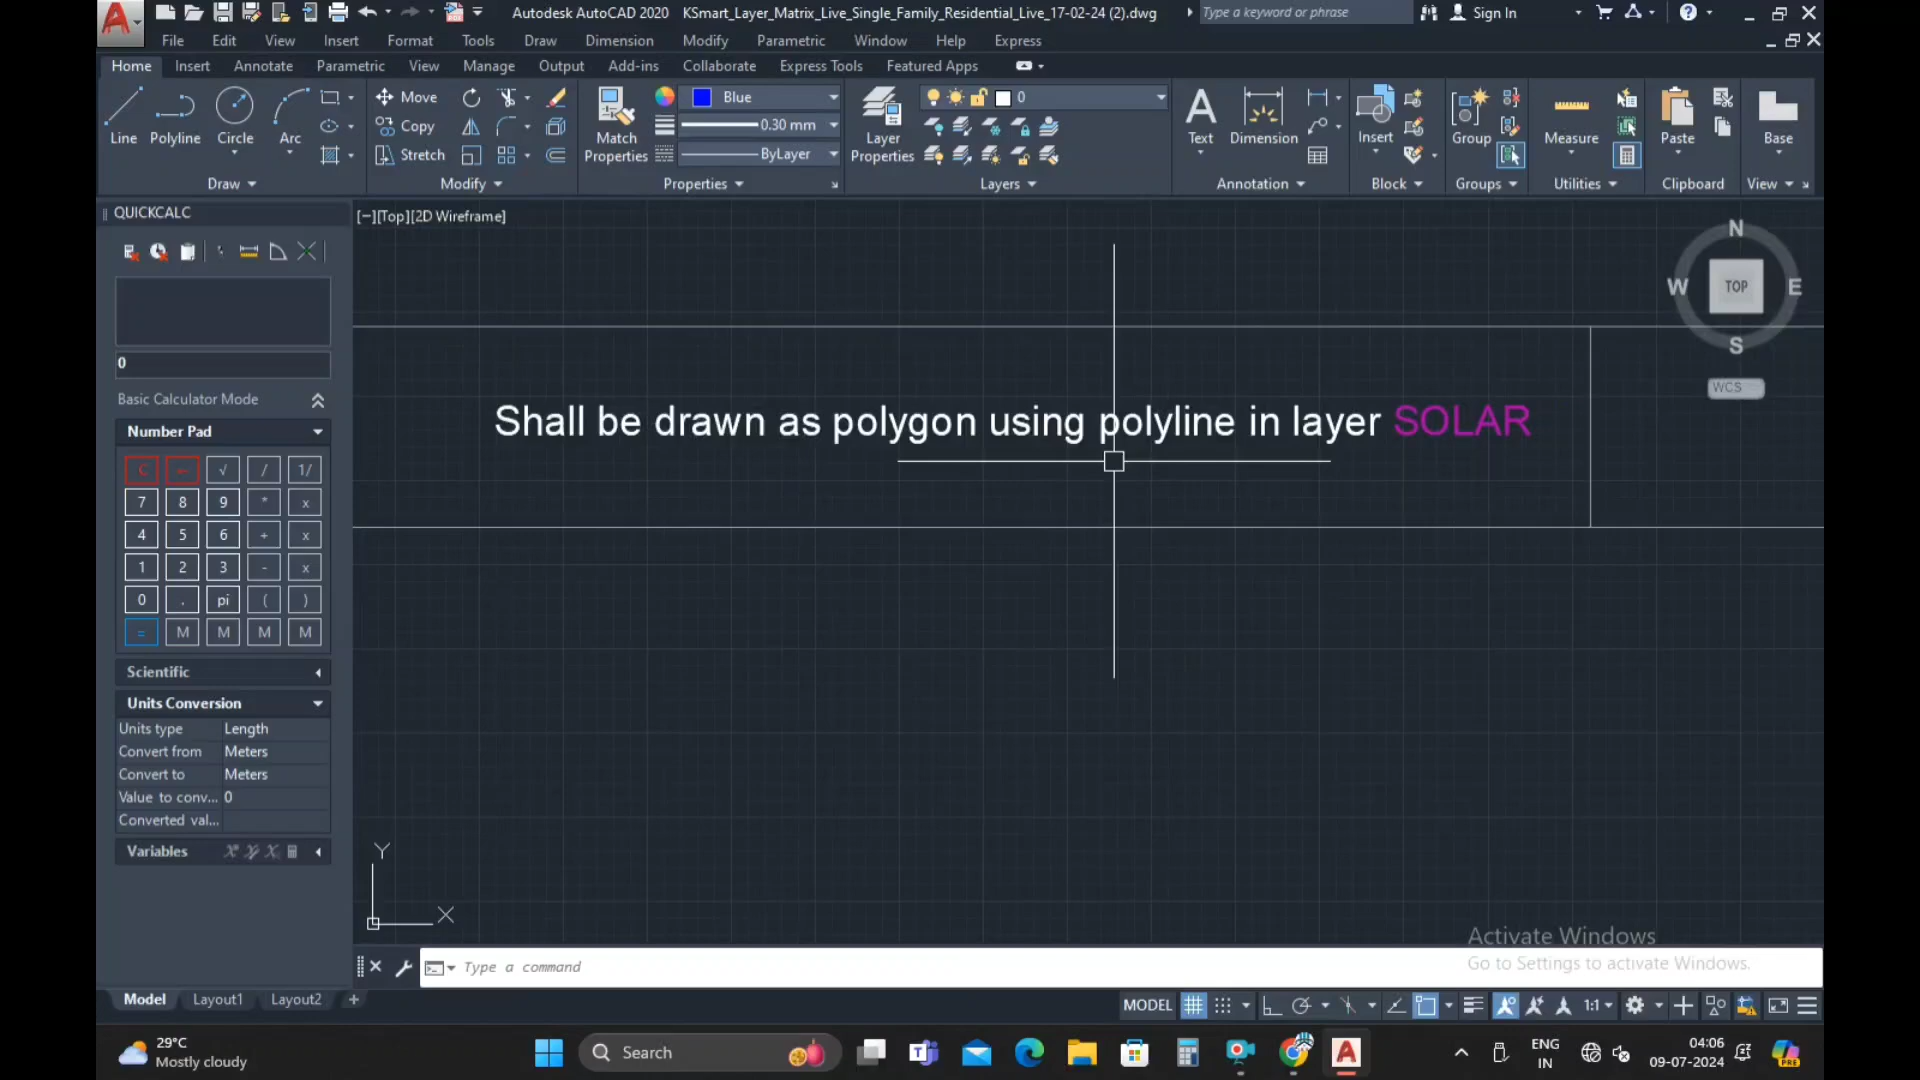 Autodesk AutoCAD 2020 KSmart_Layer_Matrix_Live_Single_Family_Residential_Live_17-02-24 (2).dwg Type a keyword or phrase Sign In
File Edit View Insert Format Tools Draw Dimension Modify Parametric Window Help Express
Home Insert Annotate Parametric View Manage Output Add-ins Collaborate Express Tools Featured Apps
Line Polyline Circle Arc
Move
Copy
Stretch
Match Properties
Blue
0.30 mm
ByLayer
Layer Properties
0
Text Dimension
Insert
Group
Measure
Paste
Base
Draw Modify Properties Layers Annotation Block Groups Utilities Clipboard View
QUICKCALC
[−][Top][2D Wireframe]
N
W TOP E
S
WCS
0
Basic Calculator Mode
Number Pad
C √ / 1/
7 8 9 * x
4 5 6 + x
1 2 3 - x
0 . pi ( )
= M M M M
Scientific
Units Conversion
Units type Length
Convert from Meters
Convert to Meters
Value to conv... 0
Converted val...
Variables
Shall be drawn as polygon using polyline in layer SOLAR
Y
X
Activate Windows
Go to Settings to activate Windows.
Type a command
Model Layout1 Layout2 +
MODEL 1:1
29°C
Mostly cloudy
Search
ENG
IN
04:06
09-07-2024
PRE